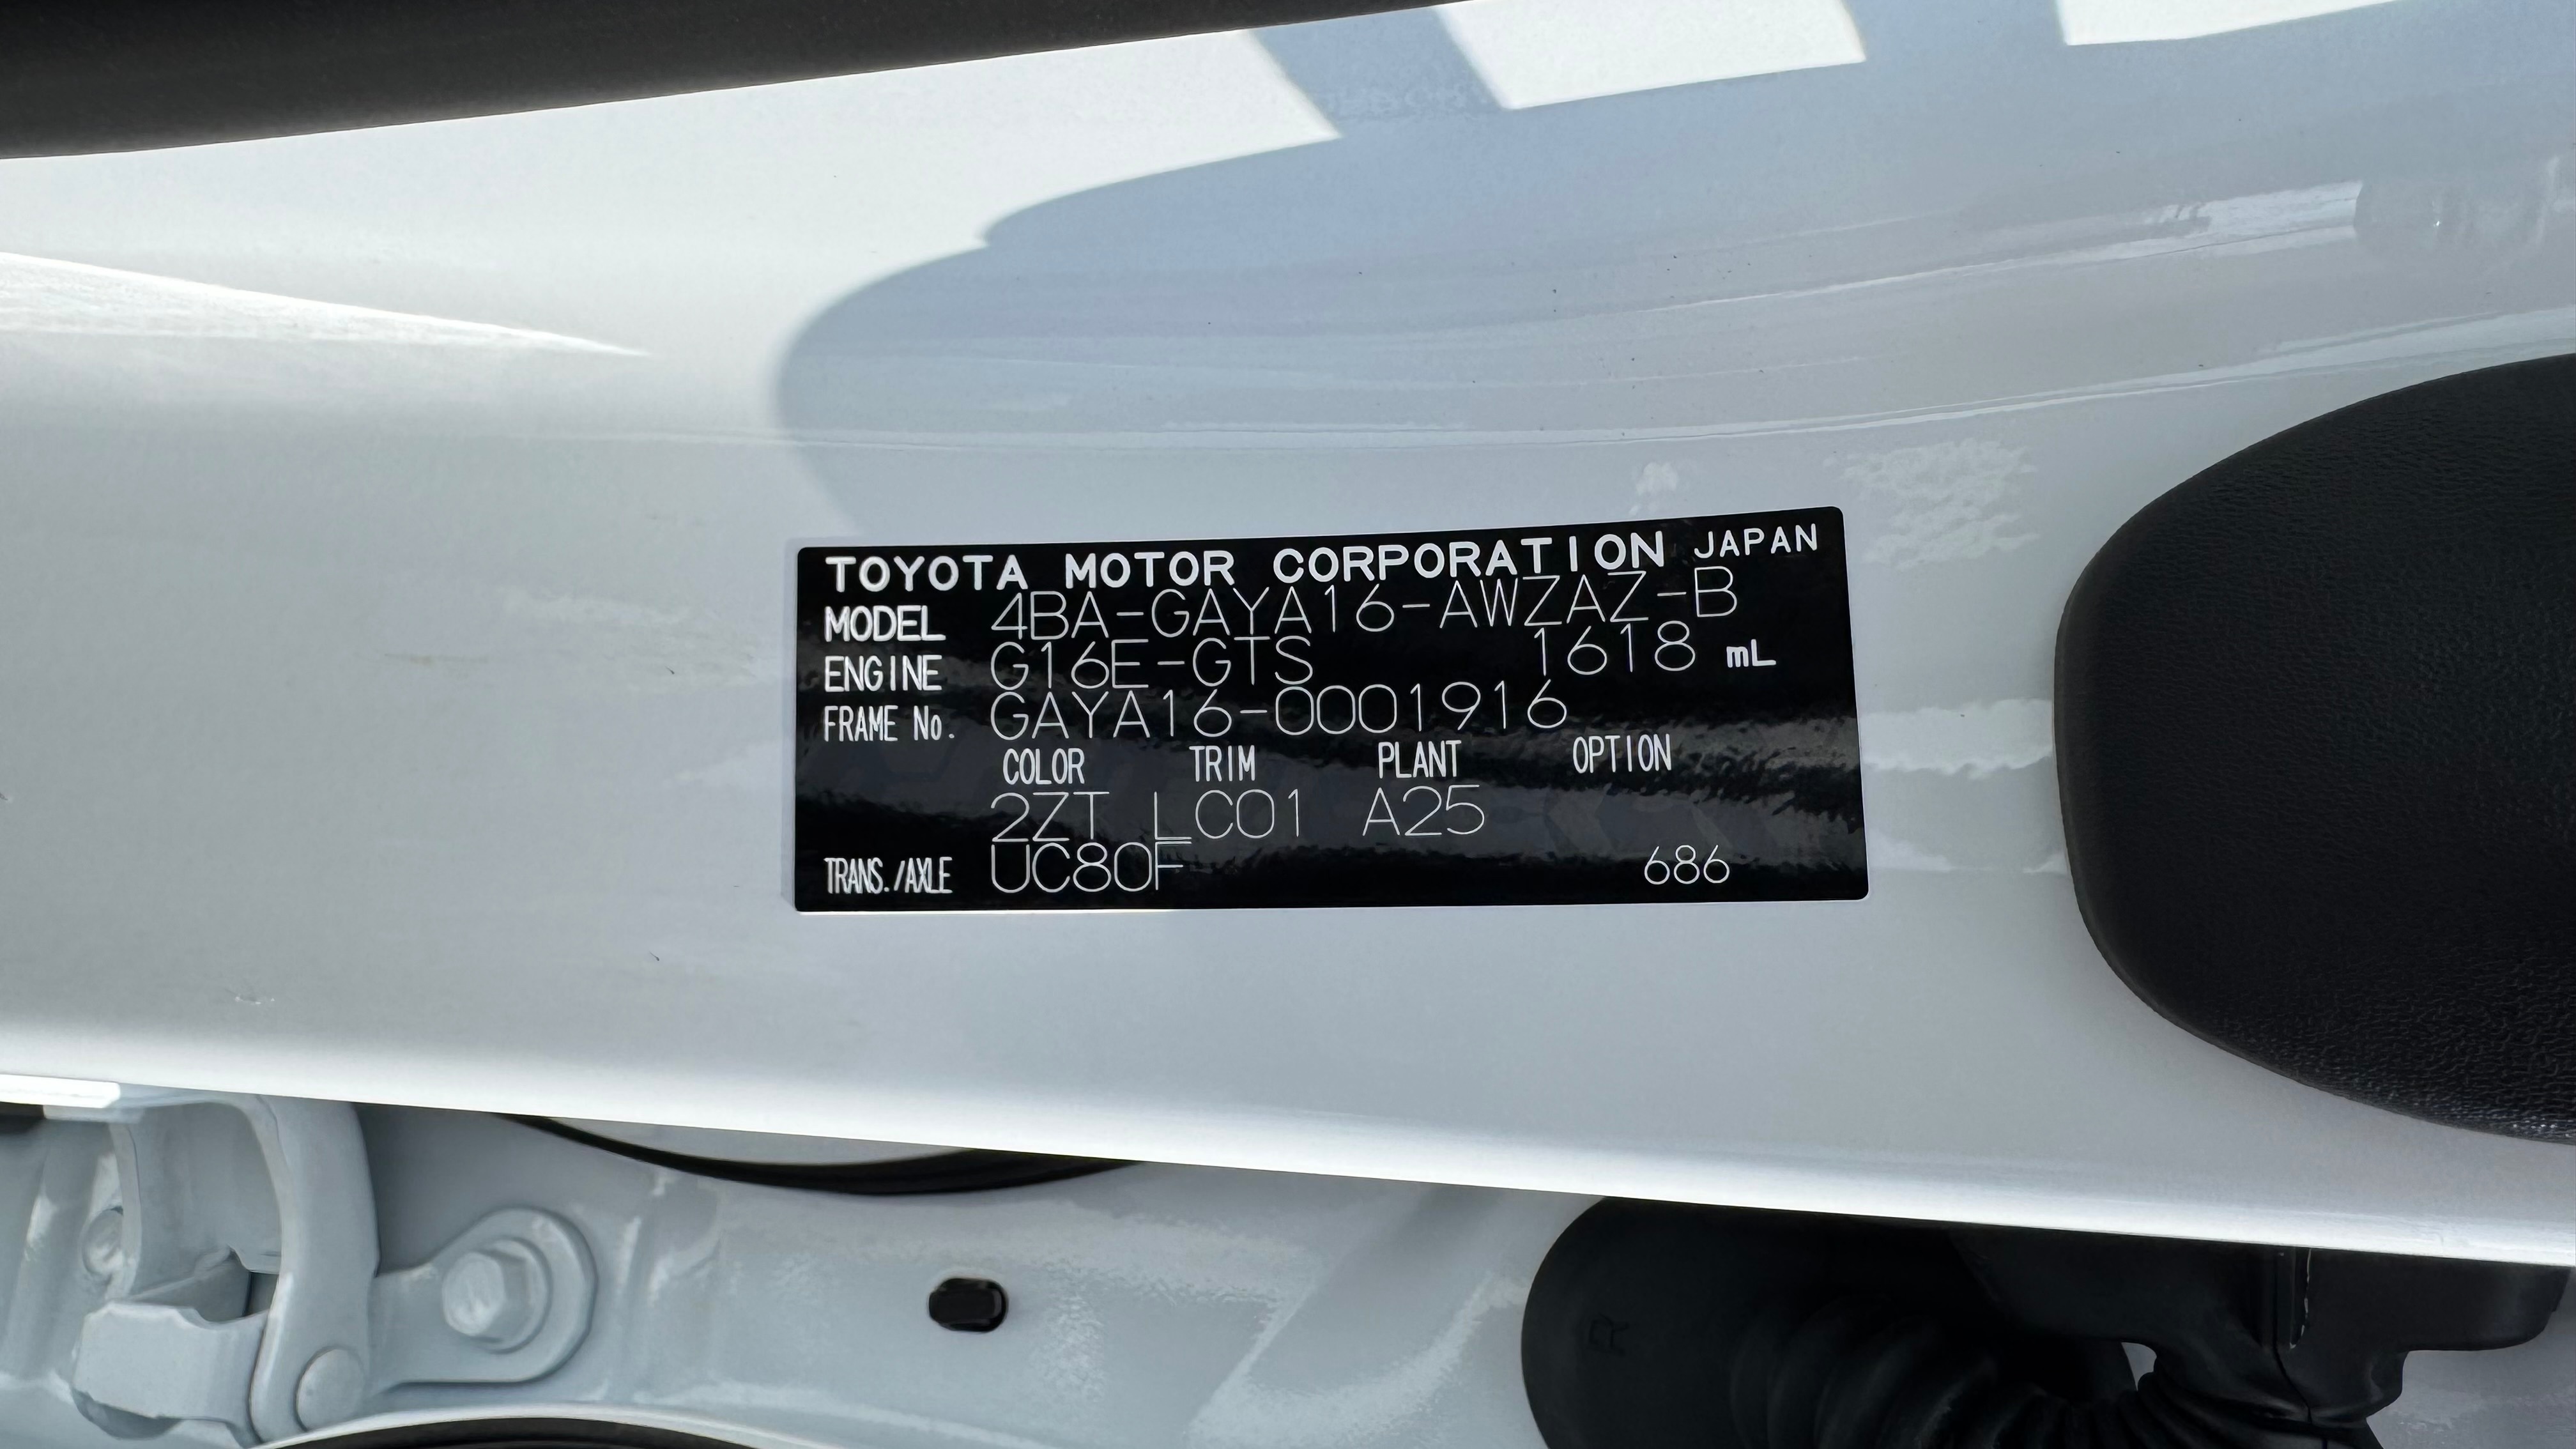 TOYOTA MOTOR CORPORATION JAPAN
MODEL 4BA-GAYA16-AWZAZ-B
ENGINE G16E-GTS 1618 mL
FRAME No. GAYA16-0001916
COLOR TRIM PLANT OPTION
2ZT LC01 A25
TRANS./AXLE UC80F 686
R